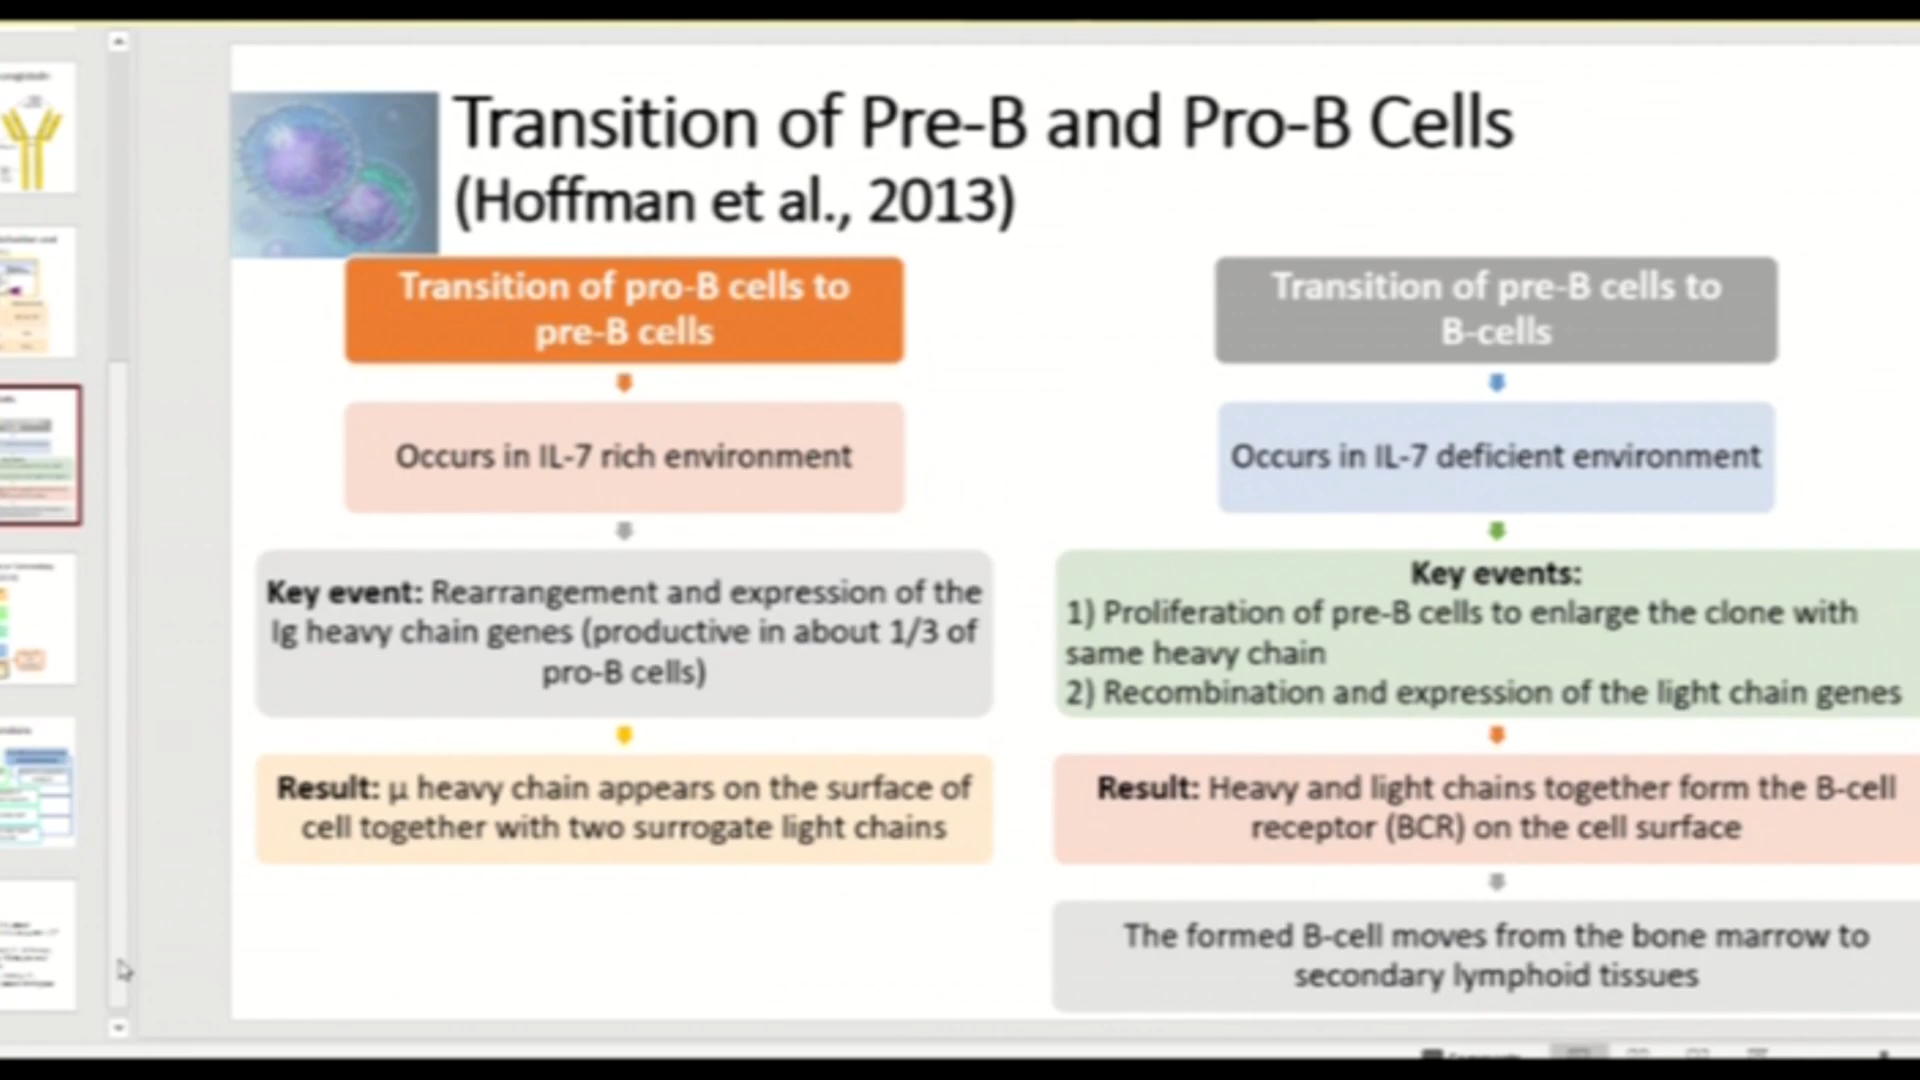 Transition of Pre-B and Pro-B Cells
(Hoffman et al., 2013)
Transition of pro-B cells to
pre-B cells
Occurs in IL-7 rich environment
Key event: Rearrangement and expression of the
Ig heavy chain genes (productive in about 1/3 of
pro-B cells)
Result: μ heavy chain appears on the surface of
cell together with two surrogate light chains
Transition of pre-B cells to
B-cells
Occurs in IL-7 deficient environment
Key events:
1) Proliferation of pre-B cells to enlarge the clone with
same heavy chain
2) Recombination and expression of the light chain genes
Result: Heavy and light chains together form the B-cell
receptor (BCR) on the cell surface
The formed B-cell moves from the bone marrow to
secondary lymphoid tissues